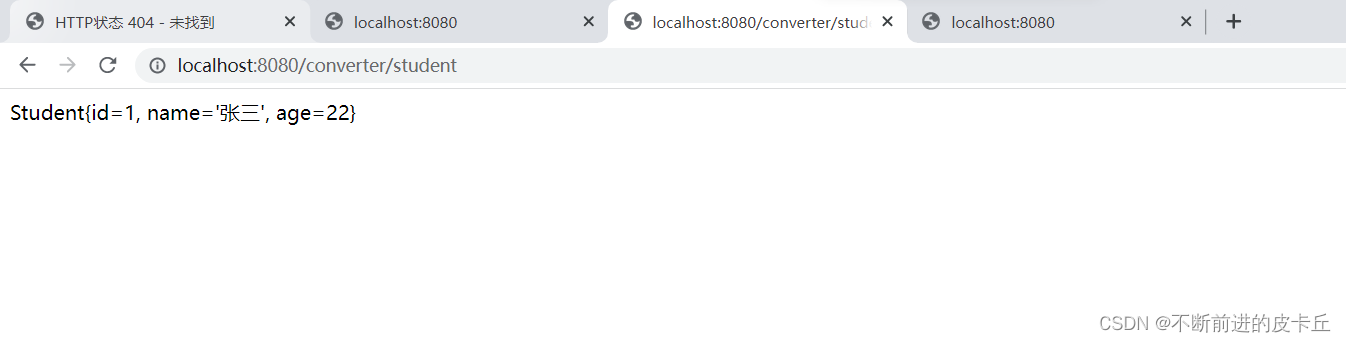 HTTP状态 404 - 未找到
localhost:8080
localhost:8080/converter/stud
localhost:8080
localhost:8080/converter/student
Student{id=1, name='张三', age=22}
CSDN @不断前进的皮卡丘